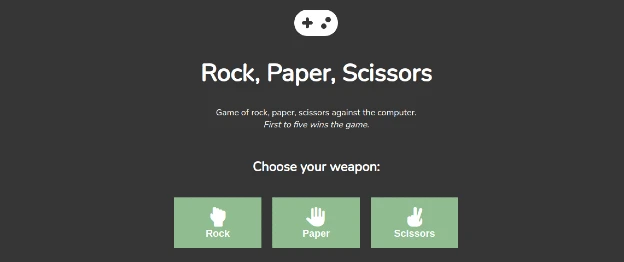 Rock, Paper, Scissors
Game of rock, paper, scissors against the computer.
First to five wins the game.
Choose your weapon:
Rock
Paper
Scissors